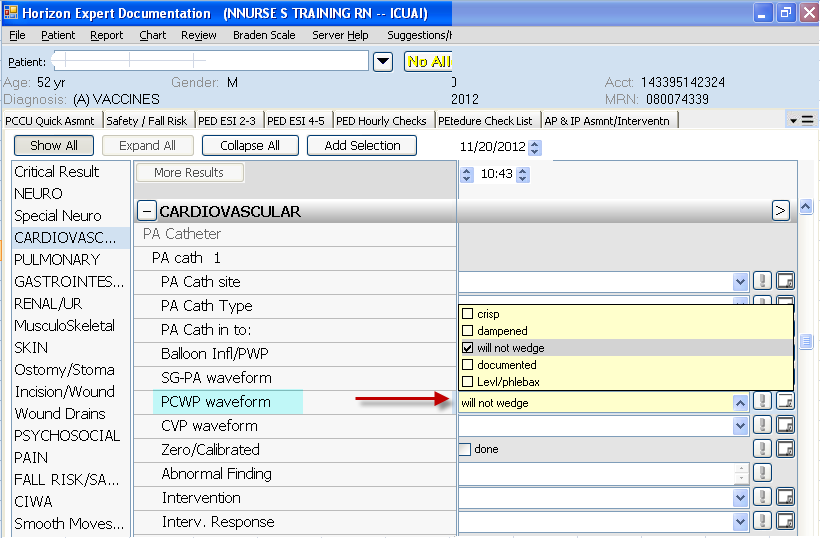 Horizon Expert Documentation (NNURSE S TRAINING RN -- ICUAI)
File Patient Report Chart Review Braden Scale Server Help Suggestions/
Patient: No All
Age: 52 yr Gender: M Acct: 143395142324
Diagnosis: (A) VACCINES 2012 MRN: 080074339
PCCU Quick Asmnt Safety / Fall Risk PED ESI 2-3 PED ESI 4-5 PED Hourly Checks PEtedure Check List AP & IP Asmnt/Interventn
Show All Expand All Collapse All Add Selection 11/20/2012
More Results 10:43
Critical Result
NEURO
Special Neuro
CARDIOVASC...
PULMONARY
GASTROINTES...
RENAL/UR
MusculoSkeletal
SKIN
Ostomy/Stoma
Incision/Wound
Wound Drains
PSYCHOSOCIAL
PAIN
FALL RISK/SA...
CIWA
Smooth Moves...
CARDIOVASCULAR
PA Catheter
PA cath 1
PA Cath site
PA Cath Type
PA Cath in to:
Balloon Infl/PWP
SG-PA waveform
PCWP waveform
CVP waveform
Zero/Calibrated
Abnormal Finding
Intervention
Interv. Response
crisp
dampened
will not wedge
documented
Levl/phlebax
will not wedge
done